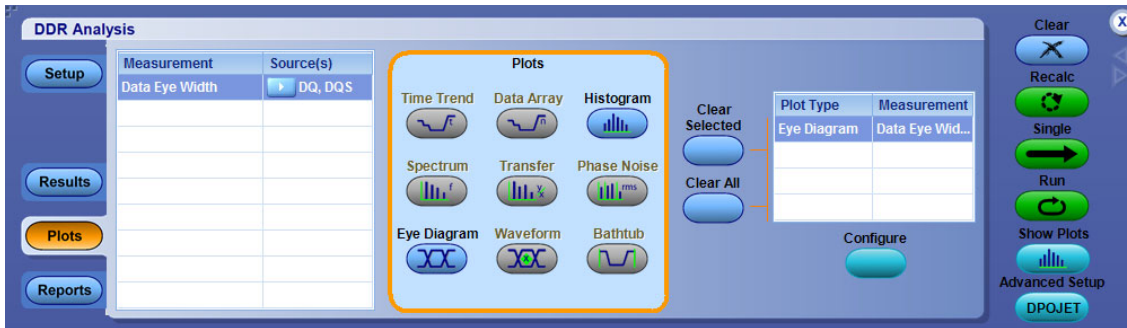 DDR Analysis
Setup
Results
Plots
Reports
Measurement Source(s)
Data Eye Width DQ, DQS
Plots
Time Trend Data Array Histogram
t n
Spectrum Transfer Phase Noise
f y x rms
Eye Diagram Waveform Bathtub
x
Clear Selected
Clear All
Plot Type Measurement
Eye Diagram Data Eye Wid...
Configure
Clear
X
Recalc
Single
Run
Show Plots
Advanced Setup
DPOJET